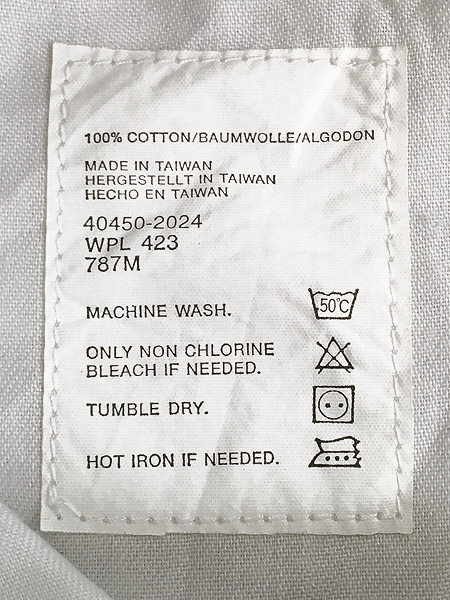 100% COTTON/BAUMWOLLE/ALGODON
MADE IN TAIWAN
HERGESTELLT IN TAIWAN
HECHO EN TAIWAN
40450-2024
WPL 423
787M
MACHINE WASH.
50°C
ONLY NON CHLORINE
BLEACH IF NEEDED.
TUMBLE DRY.
HOT IRON IF NEEDED.